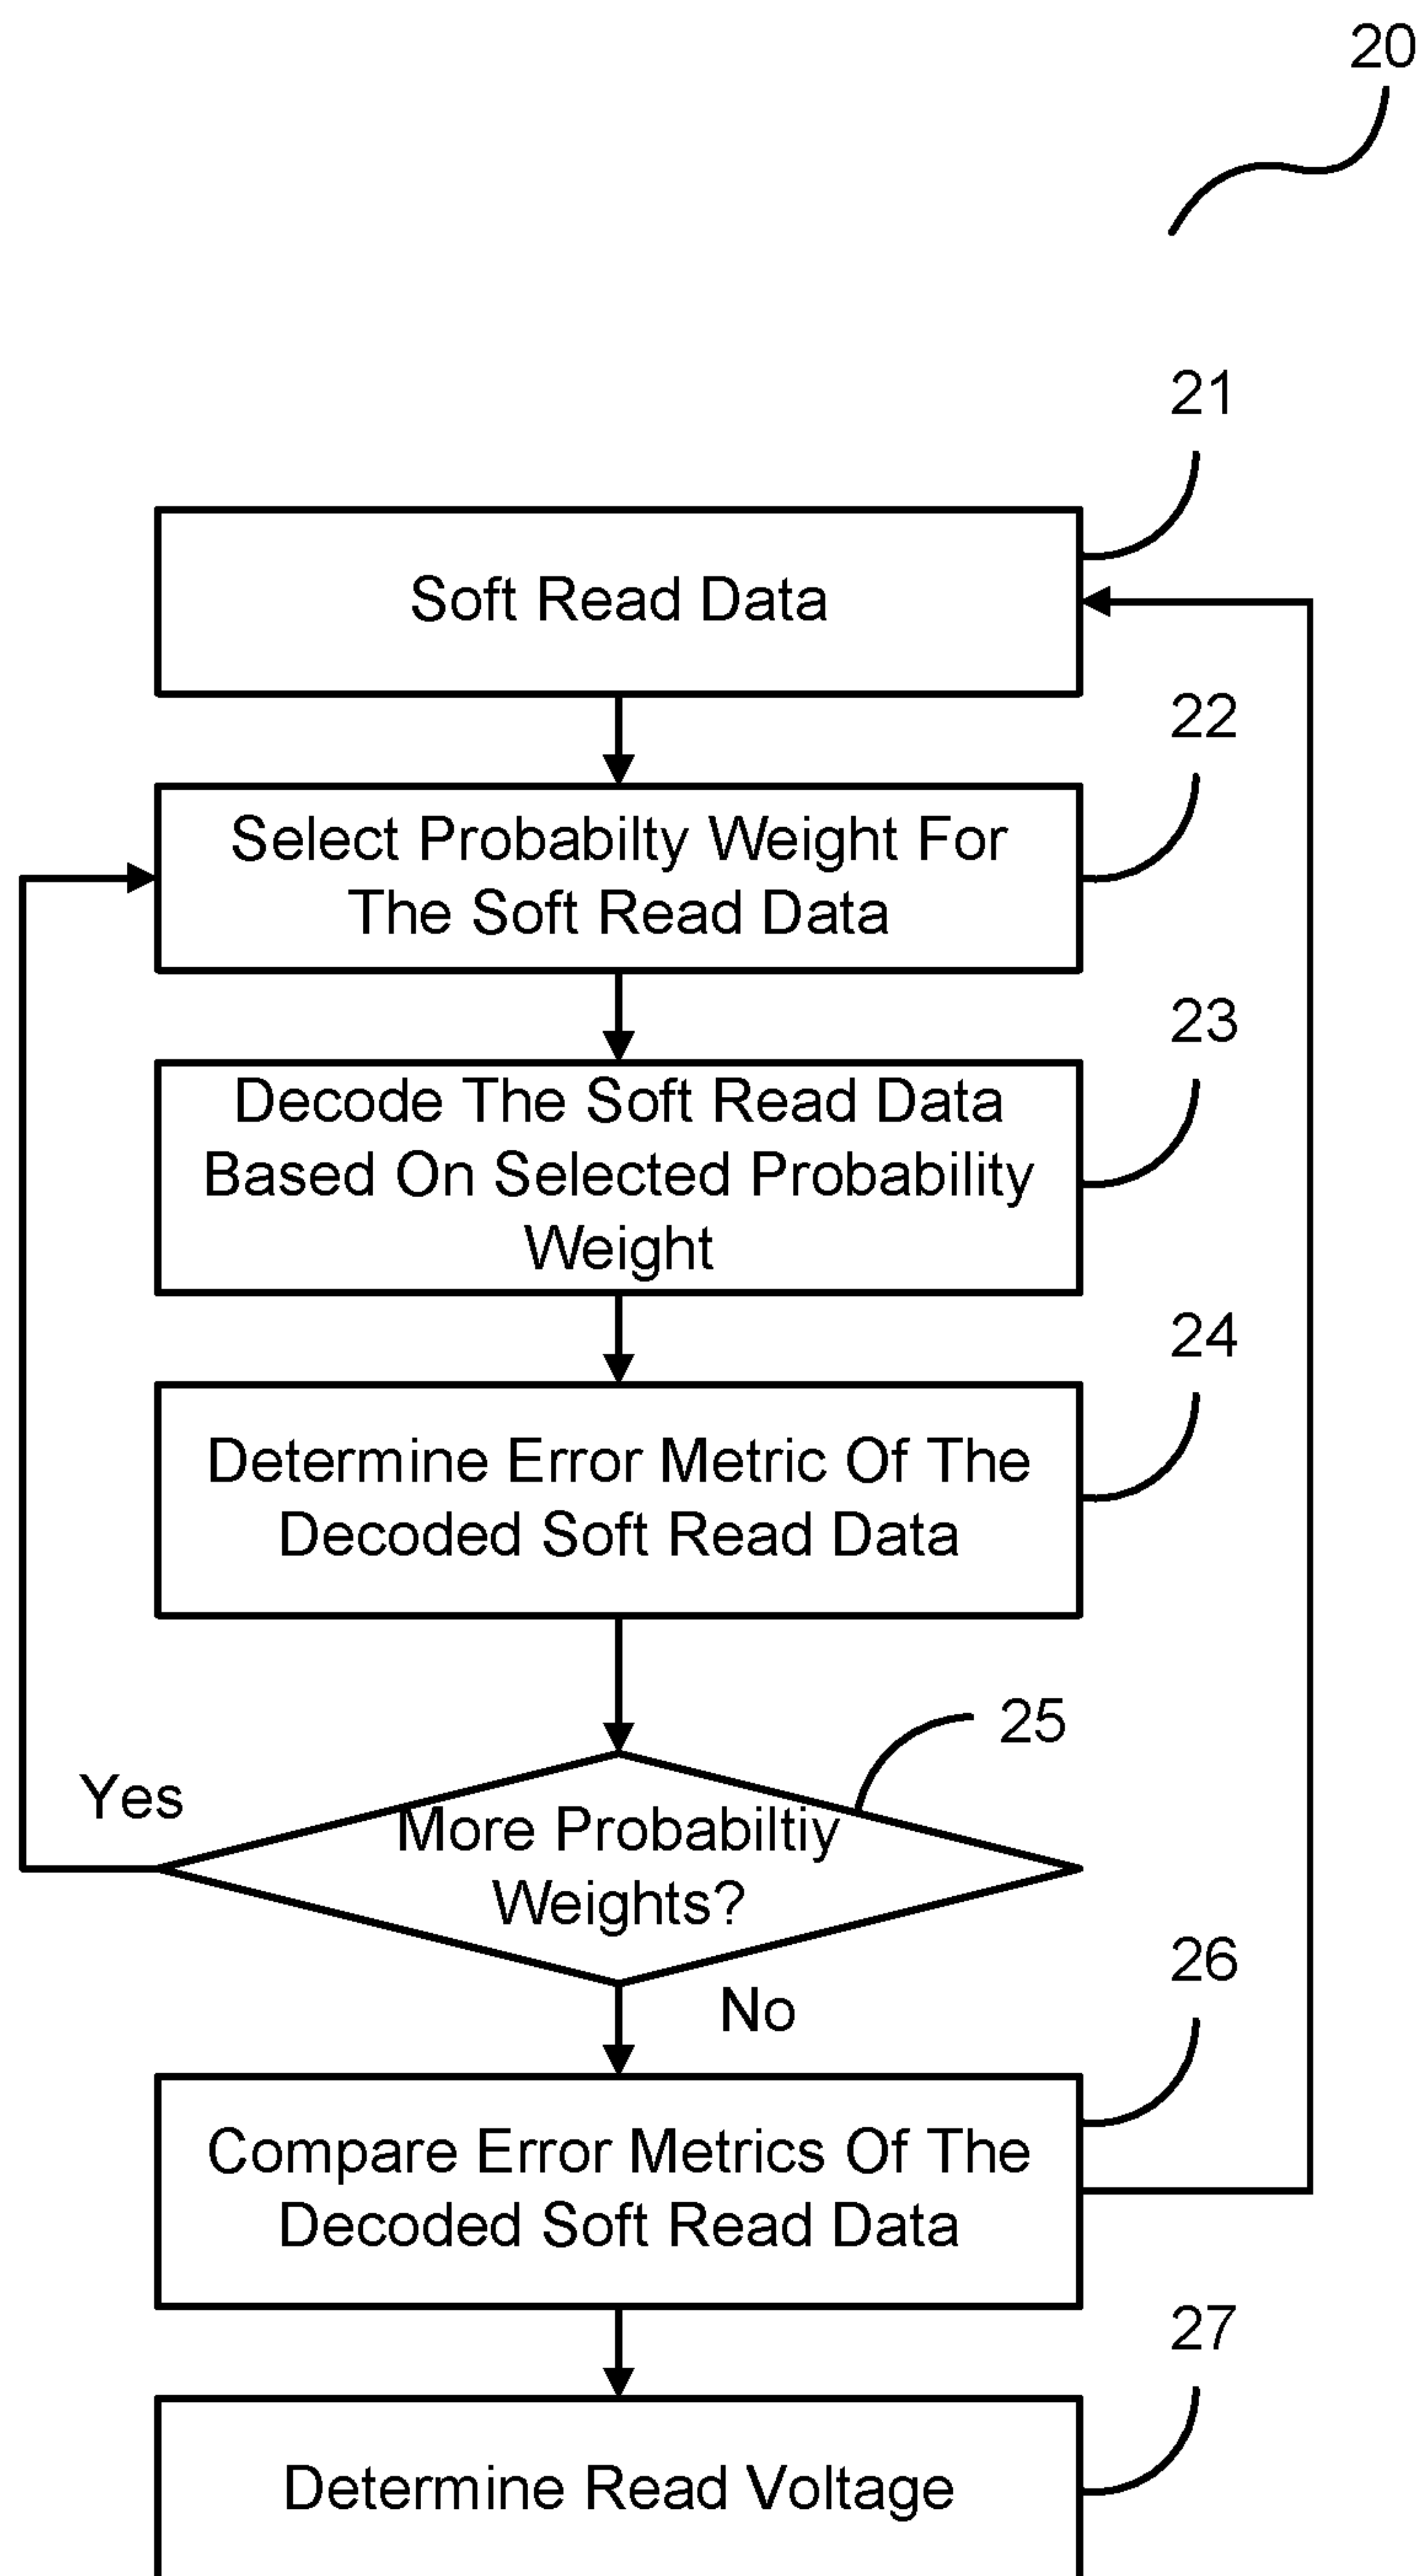 20
21
Soft Read Data
22
Select Probabilty Weight For
The Soft Read Data
23
Decode The Soft Read Data
Based On Selected Probability
Weight
24
Determine Error Metric Of The
Decoded Soft Read Data
25
Yes
More Probabiltiy
Weights?
No
26
Compare Error Metrics Of The
Decoded Soft Read Data
27
Determine Read Voltage